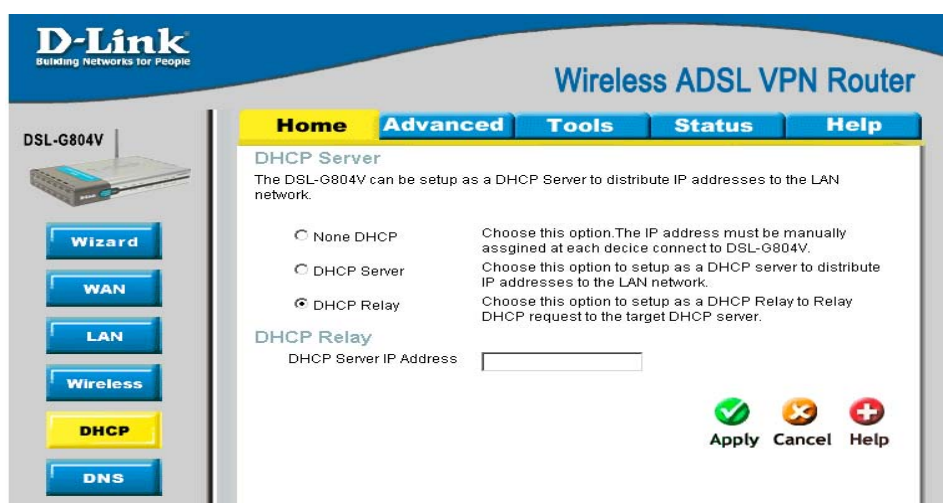 D-Link
Building Networks for People
Wireless ADSL VPN Router
DSL-G804V
Home Advanced Tools Status Help
DHCP Server
The DSL-G804V can be setup as a DHCP Server to distribute IP addresses to the LAN
network.
None DHCP
Choose this option.The IP address must be manually
assgined at each decice connect to DSL-G804V.
DHCP Server
Choose this option to setup as a DHCP server to distribute
IP addresses to the LAN network.
DHCP Relay
Choose this option to setup as a DHCP Relay to Relay
DHCP request to the target DHCP server.
DHCP Relay
DHCP Server IP Address
Apply Cancel Help
Wizard
WAN
LAN
Wireless
DHCP
DNS